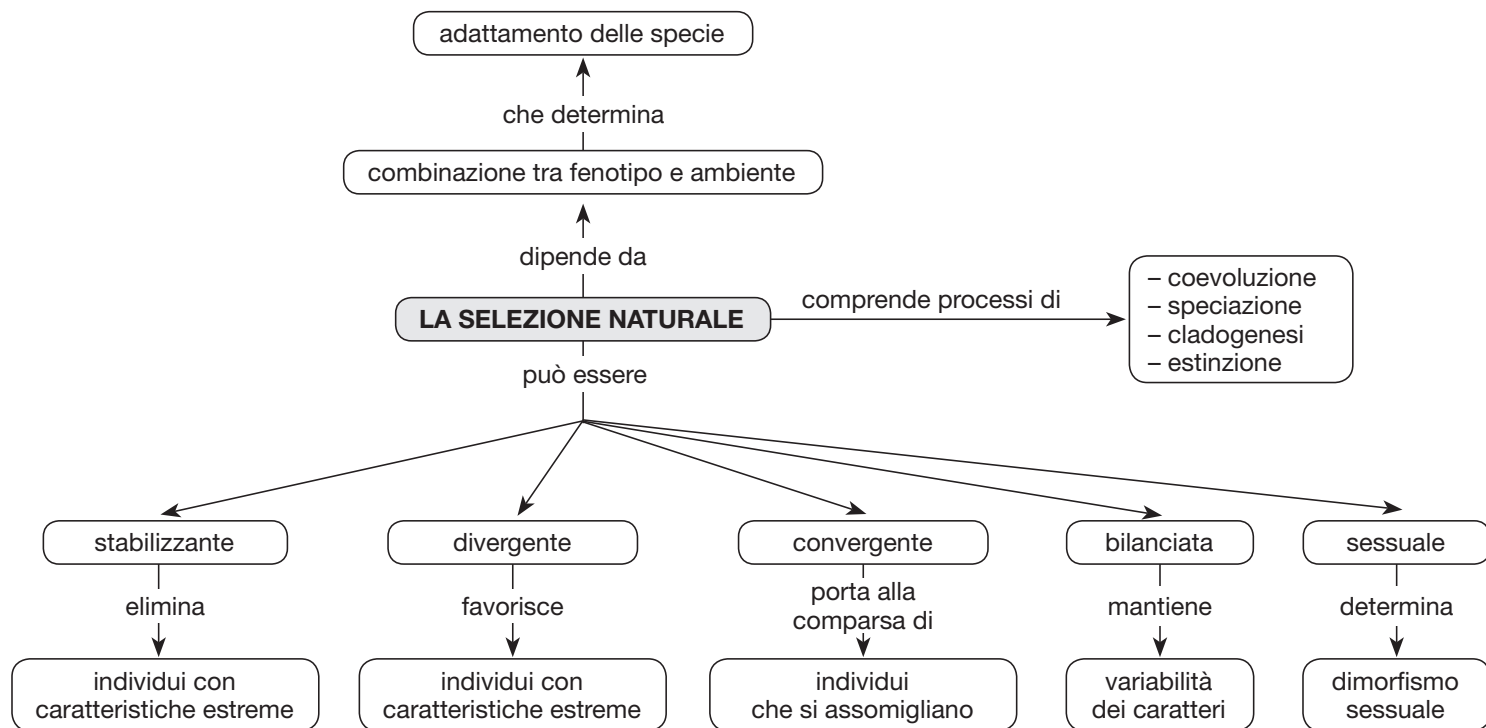 adattamento delle specie
che determina
combinazione tra fenotipo e ambiente
dipende da
LA SELEZIONE NATURALE
comprende processi di
– coevoluzione
– speciazione
– cladogenesi
– estinzione
può essere
stabilizzante
divergente
convergente
bilanciata
sessuale
elimina
favorisce
porta alla
comparsa di
mantiene
determina
individui con
caratteristiche estreme
individui con
caratteristiche estreme
individui
che si assomigliano
variabilità
dei caratteri
dimorfismo
sessuale